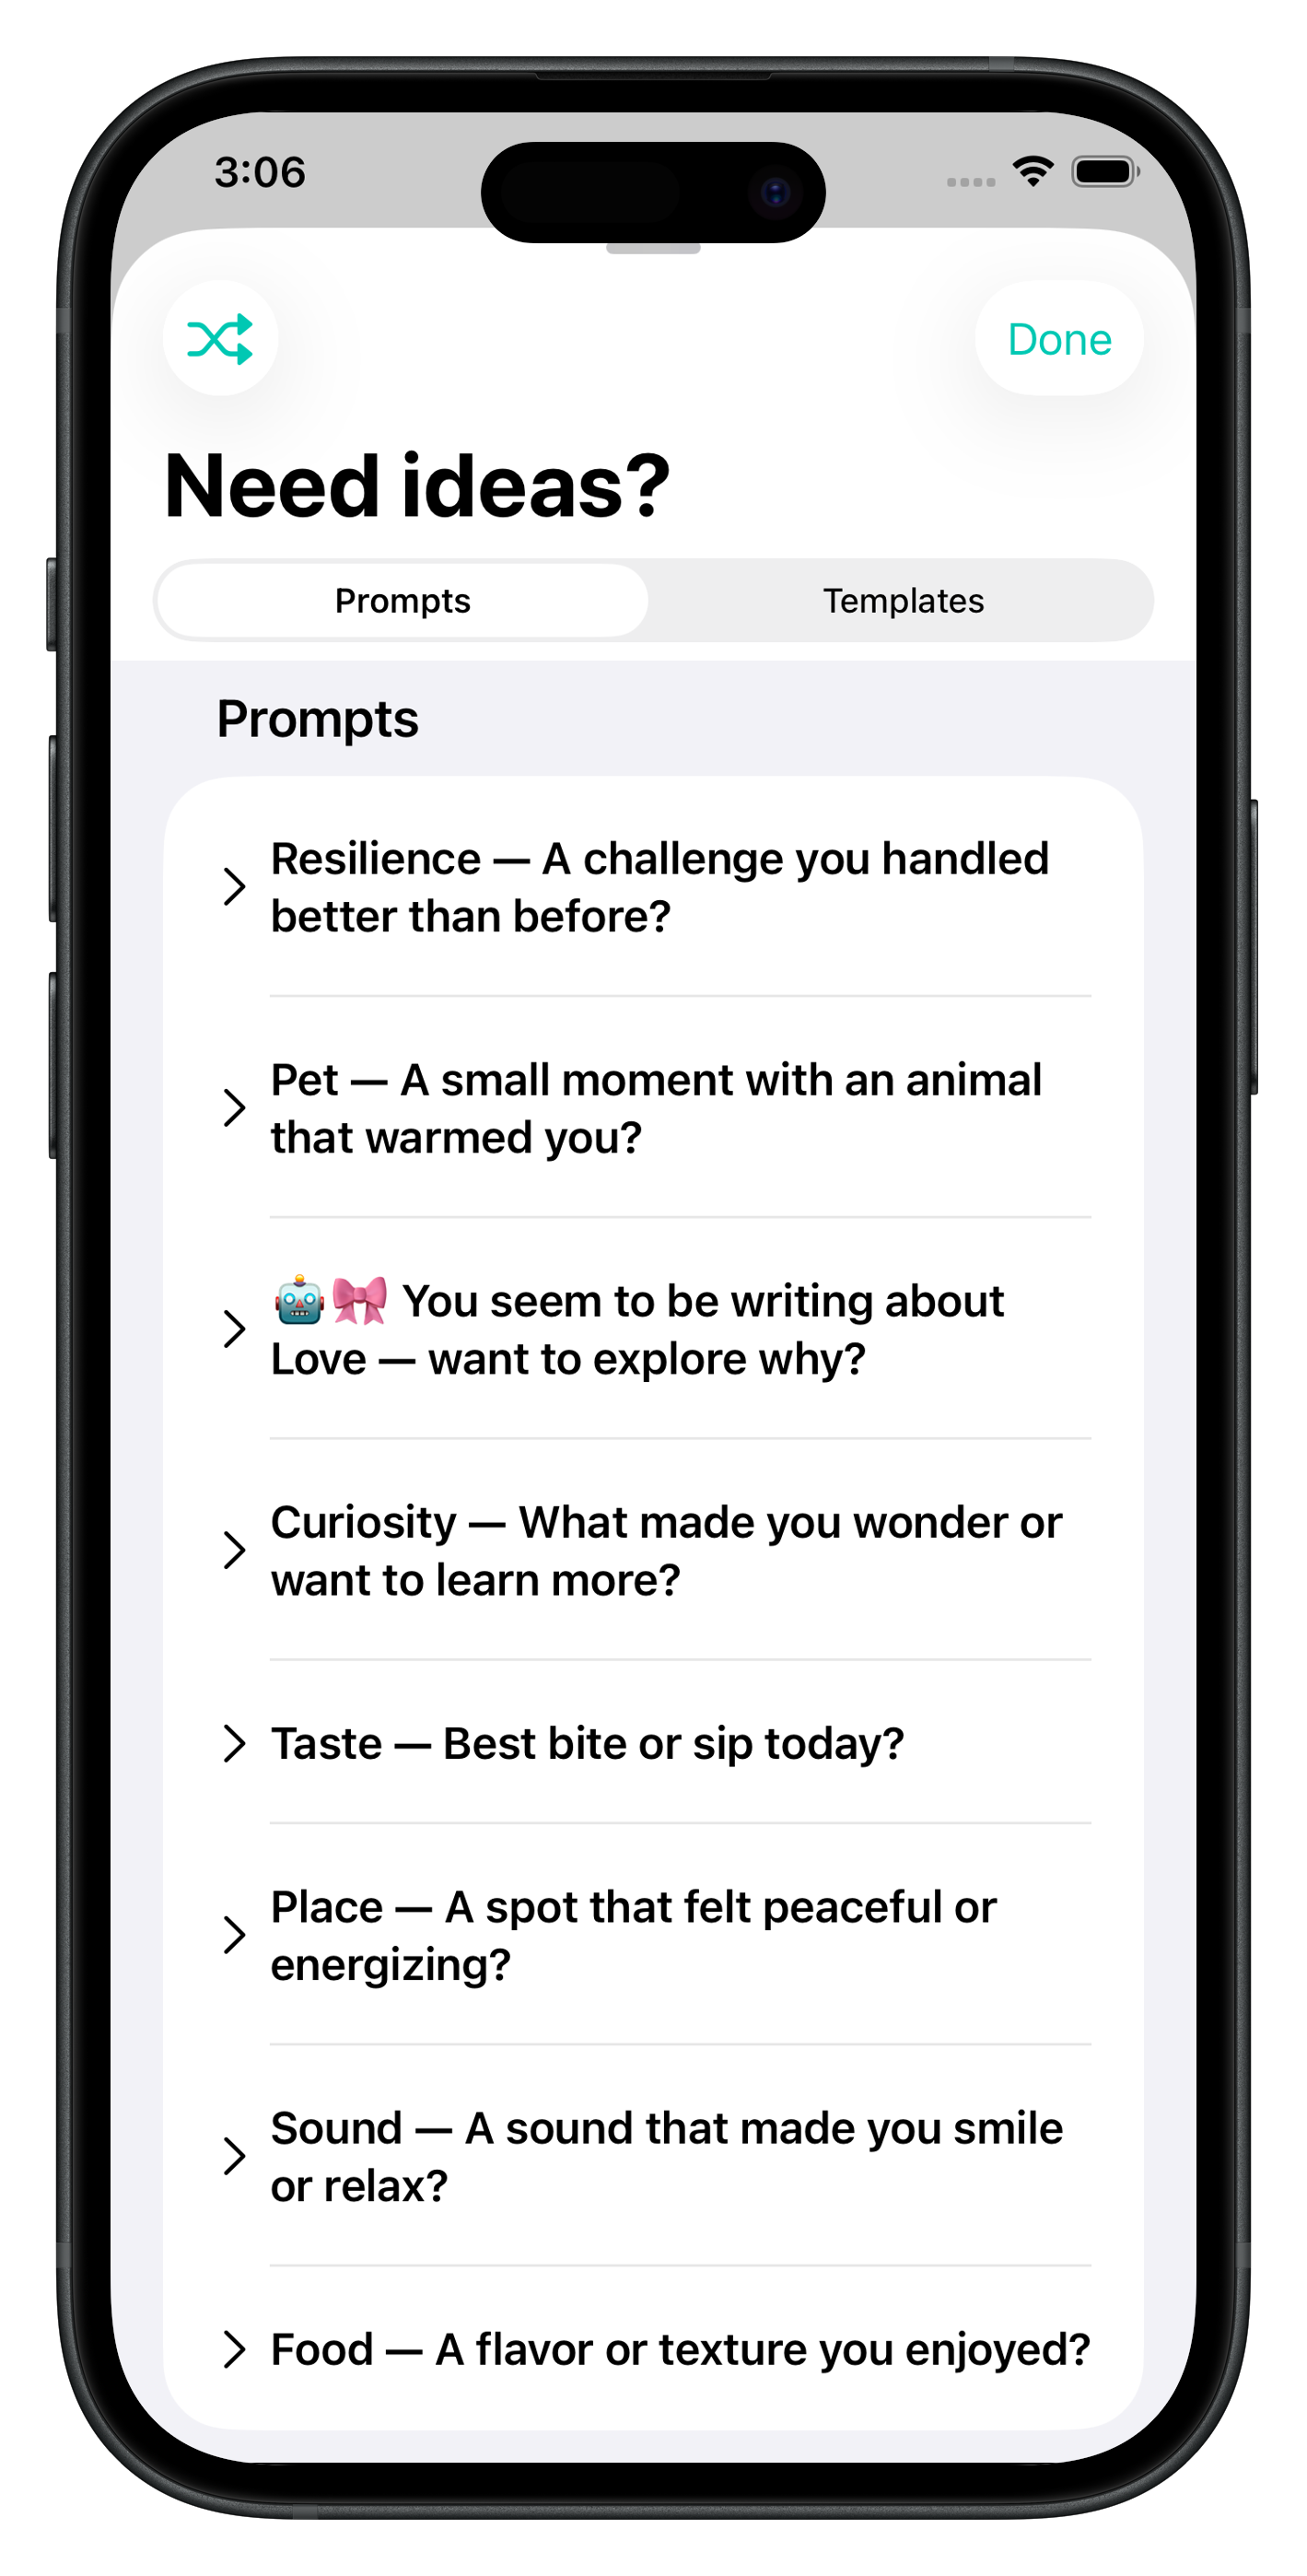 3:06
Done
Need ideas?
Prompts
Templates
Prompts
Resilience — A challenge you handled
better than before?
Pet — A small moment with an animal
that warmed you?
🤖🎀 You seem to be writing about
Love — want to explore why?
Curiosity — What made you wonder or
want to learn more?
Taste — Best bite or sip today?
Place — A spot that felt peaceful or
energizing?
Sound — A sound that made you smile
or relax?
Food — A flavor or texture you enjoyed?